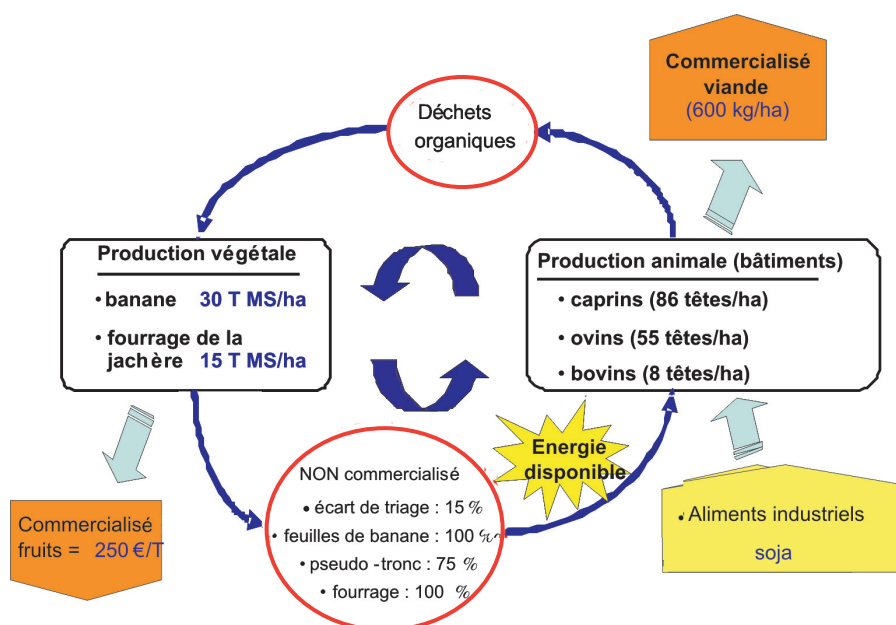 Commercialisé
viande
(600 kg/ha)
Déchets
organiques
Production végétale
• banane 30 T MS/ha
• fourrage de la
jachère 15 T MS/ha
Production animale (bâtiments)
• caprins (86 têtes/ha)
• ovins (55 têtes/ha)
• bovins (8 têtes/ha)
Energie
disponible
NON commercialisé
• écart de triage : 15 %
• feuilles de banane : 100 %
• pseudo -tronc : 75 %
• fourrage : 100 %
Commercialisé
fruits = 250 €/T
• Aliments industriels
soja